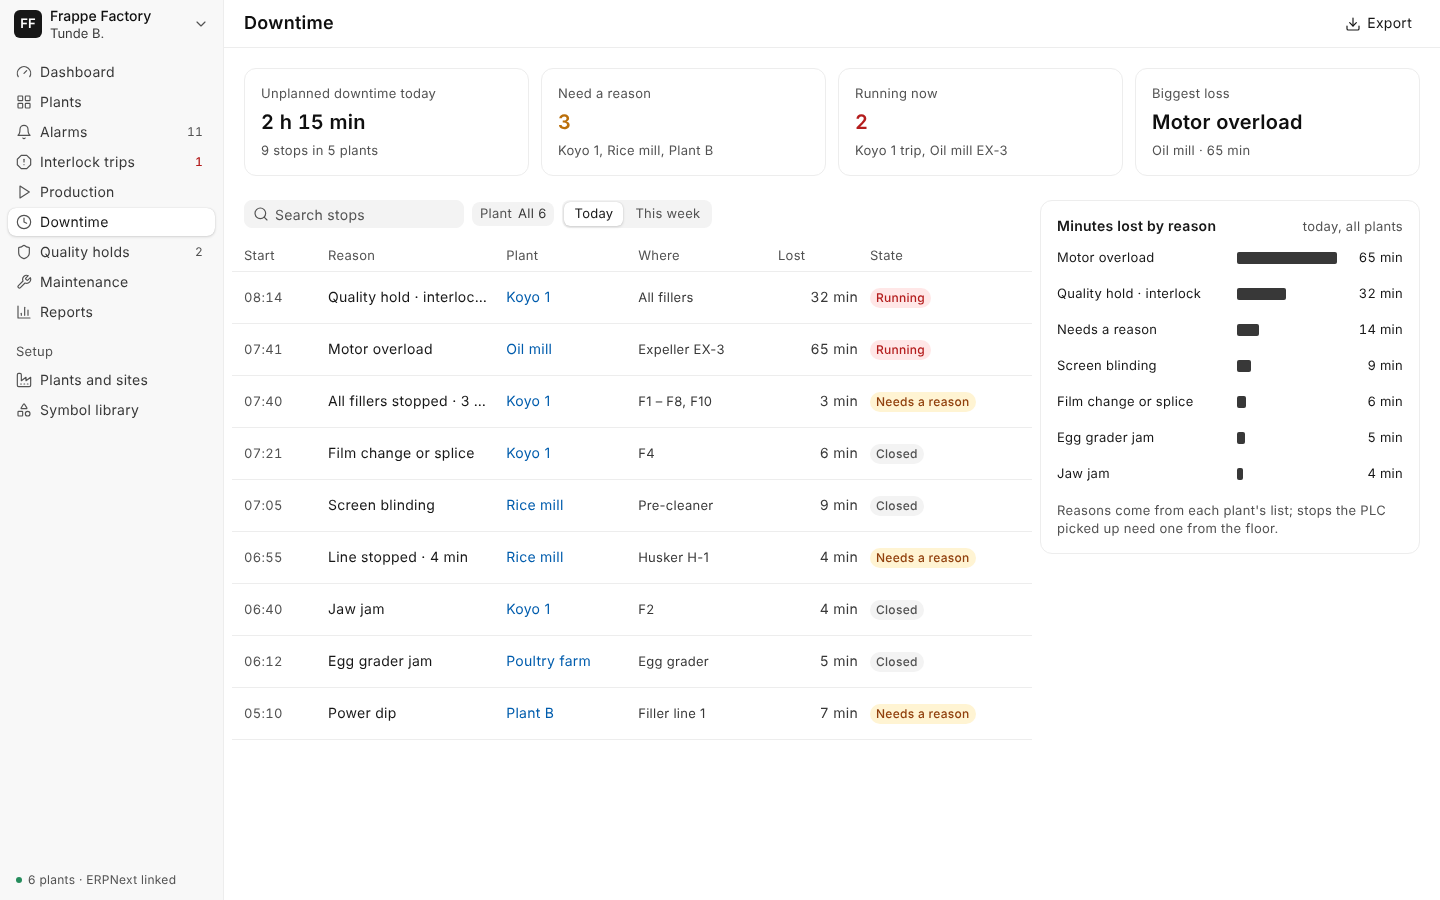 FF
Frappe Factory
Tunde B.
Dashboard
Plants
Alarms 11
Interlock trips 1
Production
Downtime
Quality holds 2
Maintenance
Reports
Setup
Plants and sites
Symbol library
6 plants · ERPNext linked
Downtime
Export
Unplanned downtime today
2 h 15 min
9 stops in 5 plants
Need a reason
3
Koyo 1, Rice mill, Plant B
Running now
2
Koyo 1 trip, Oil mill EX-3
Biggest loss
Motor overload
Oil mill · 65 min
Search stops
Plant All 6
Today
This week
Start Reason Plant Where Lost State
08:14 Quality hold · interloc... Koyo 1 All fillers 32 min Running
07:41 Motor overload Oil mill Expeller EX-3 65 min Running
07:40 All fillers stopped · 3 ... Koyo 1 F1 – F8, F10 3 min Needs a reason
07:21 Film change or splice Koyo 1 F4 6 min Closed
07:05 Screen blinding Rice mill Pre-cleaner 9 min Closed
06:55 Line stopped · 4 min Rice mill Husker H-1 4 min Needs a reason
06:40 Jaw jam Koyo 1 F2 4 min Closed
06:12 Egg grader jam Poultry farm Egg grader 5 min Closed
05:10 Power dip Plant B Filler line 1 7 min Needs a reason
Minutes lost by reason today, all plants
Motor overload 65 min
Quality hold · interlock 32 min
Needs a reason 14 min
Screen blinding 9 min
Film change or splice 6 min
Egg grader jam 5 min
Jaw jam 4 min
Reasons come from each plant's list; stops the PLC
picked up need one from the floor.